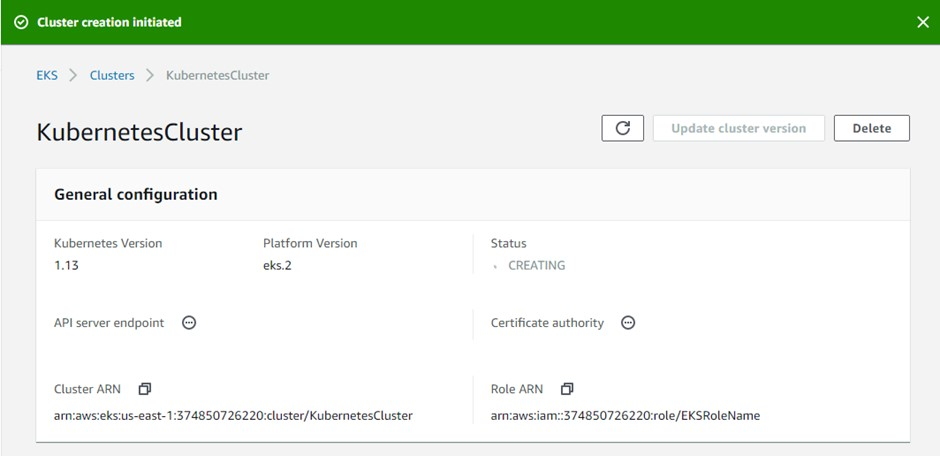 Cluster creation initiated
EKS > Clusters > KubernetesCluster
KubernetesCluster
Update cluster version Delete
General configuration
Kubernetes Version Platform Version Status
1.13 eks.2 CREATING
API server endpoint Certificate authority
Cluster ARN Role ARN
arn:aws:eks:us-east-1:374850726220:cluster/KubernetesCluster arn:aws:iam::374850726220:role/EKSRoleName